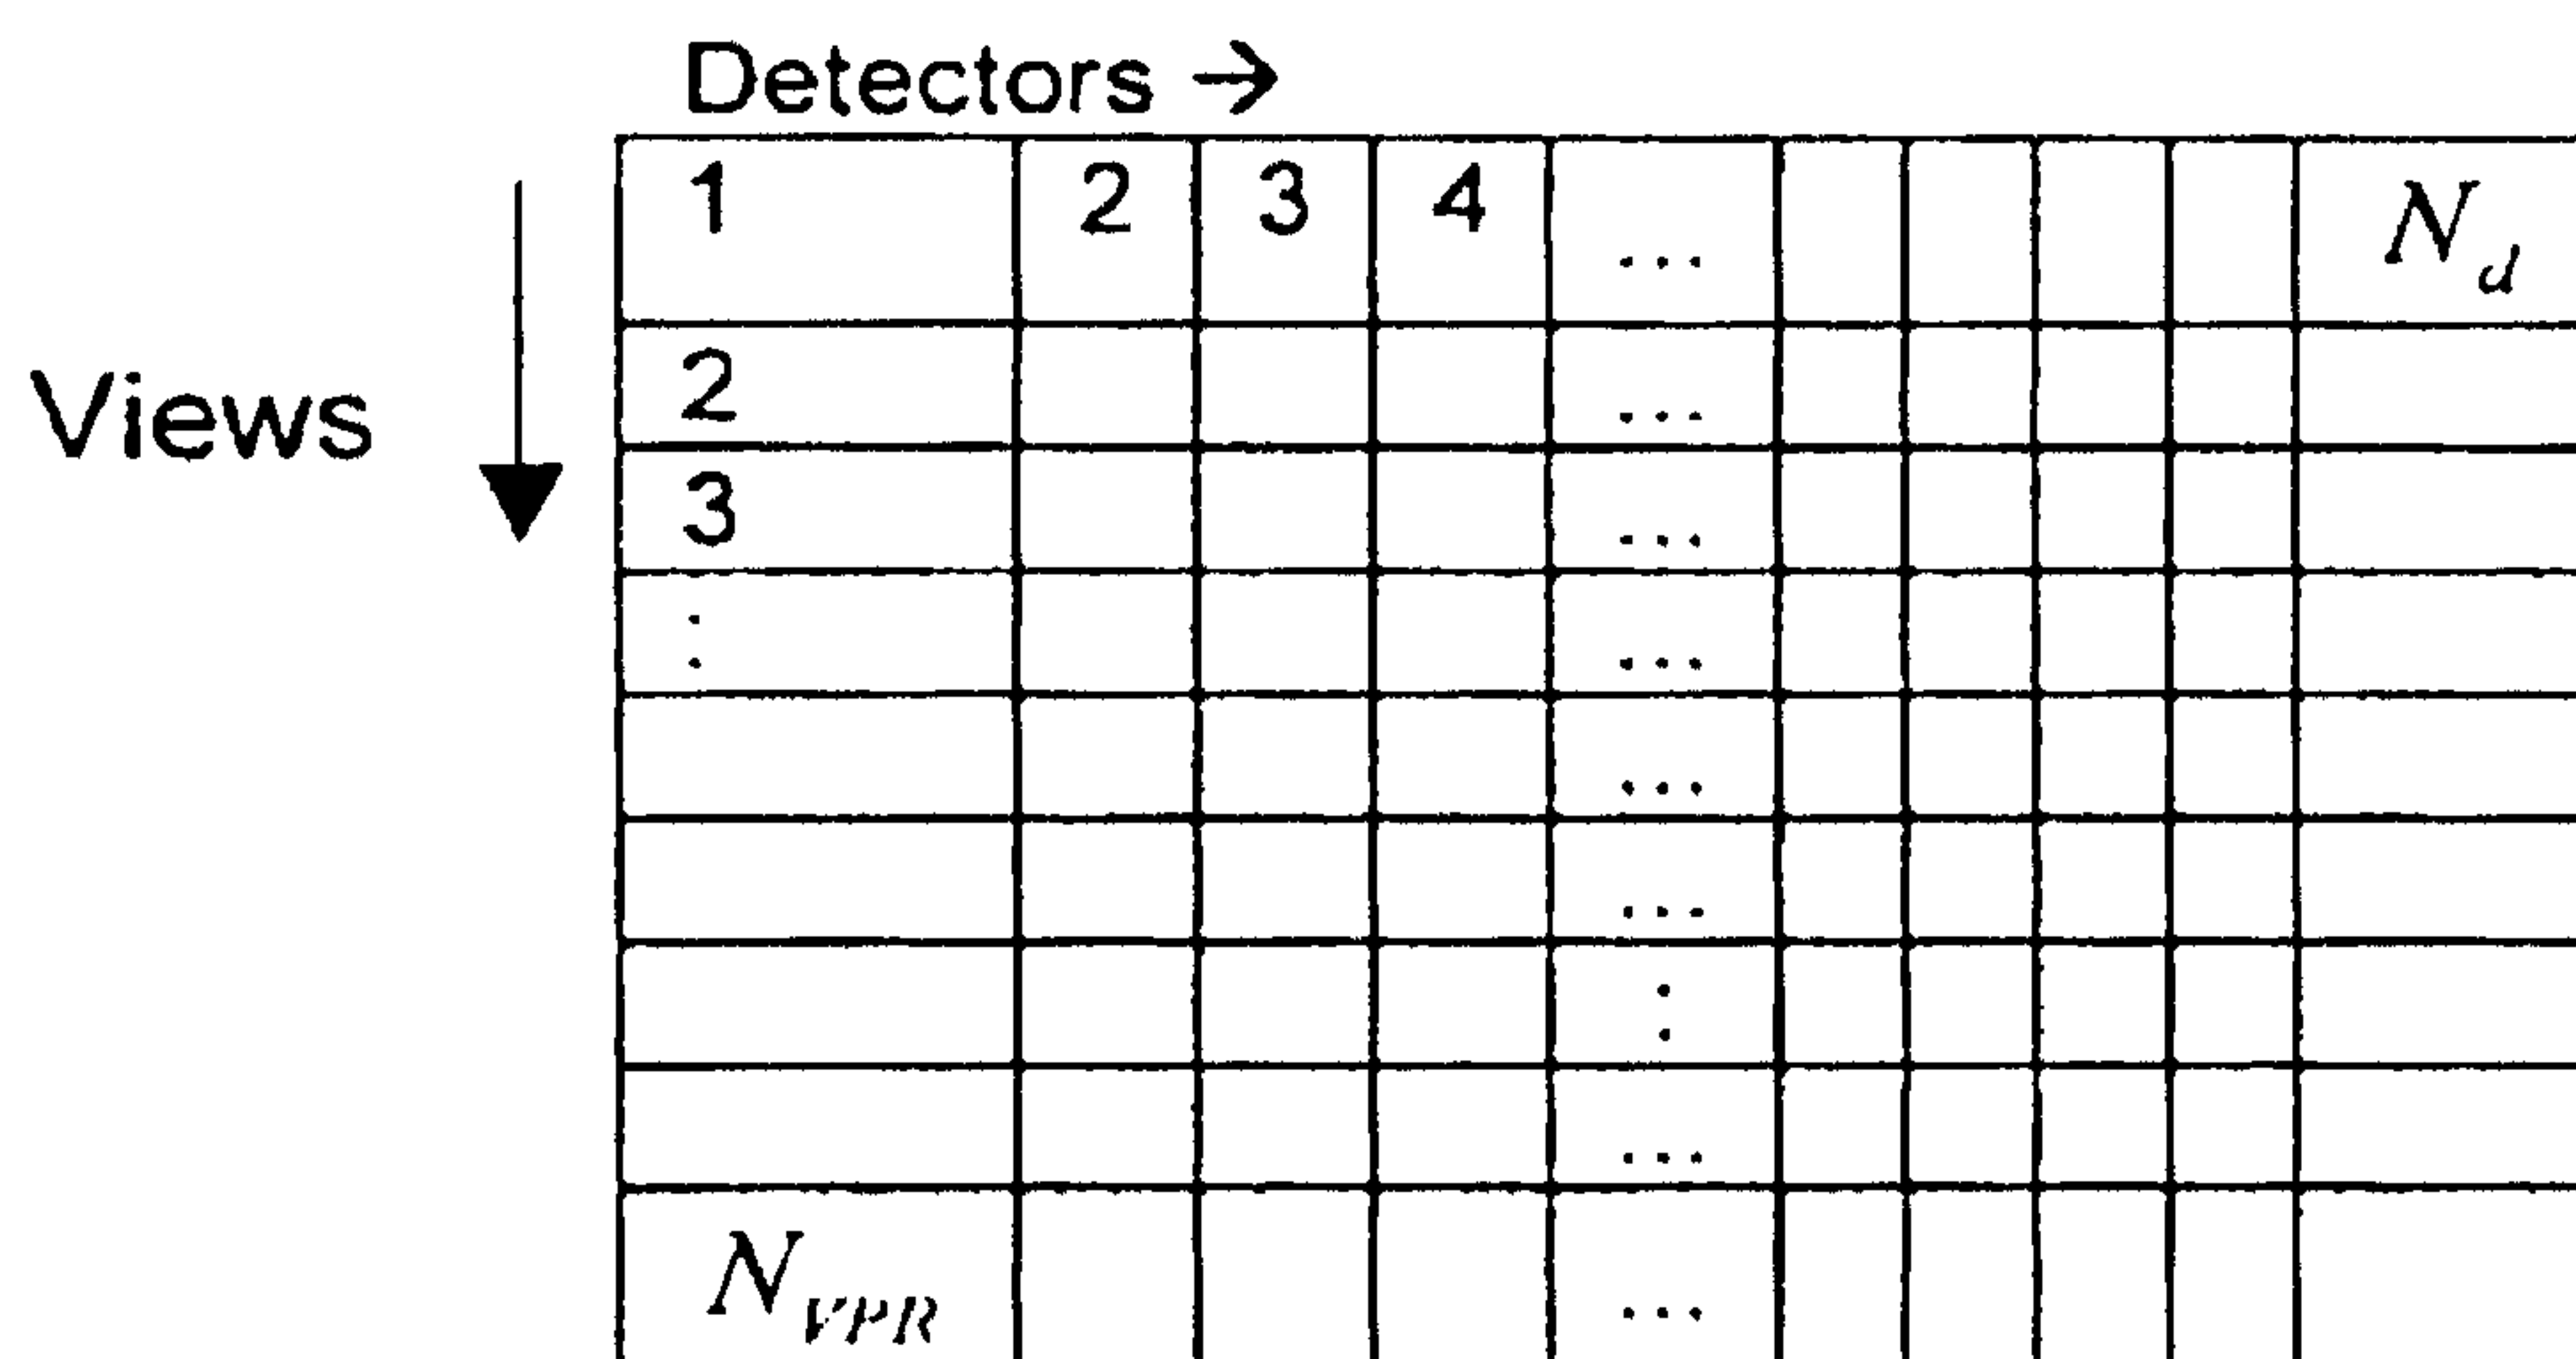 Detectors →
1 2 3 4 ... N_d
Views
2 ...
3 ...
: ...
...
...
:
...
N_VPR ...